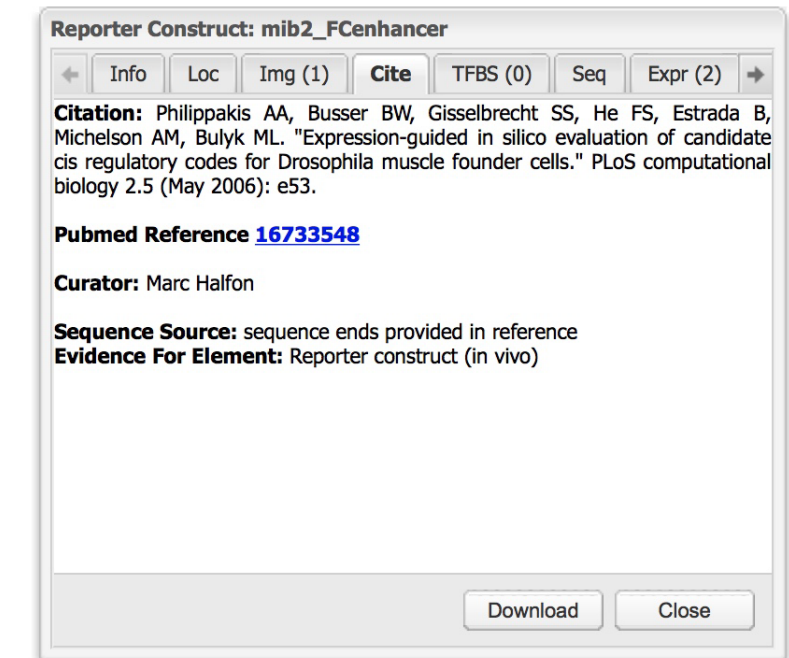 Reporter Construct: mib2_FCenhancer
Info Loc Img (1) Cite TFBS (0) Seq Expr (2)
Citation: Philippakis AA, Busser BW, Gisselbrecht SS, He FS, Estrada B,
Michelson AM, Bulyk ML. "Expression-guided in silico evaluation of candidate
cis regulatory codes for Drosophila muscle founder cells." PLoS computational
biology 2.5 (May 2006): e53.
Pubmed Reference 16733548
Curator: Marc Halfon
Sequence Source: sequence ends provided in reference
Evidence For Element: Reporter construct (in vivo)
Download Close